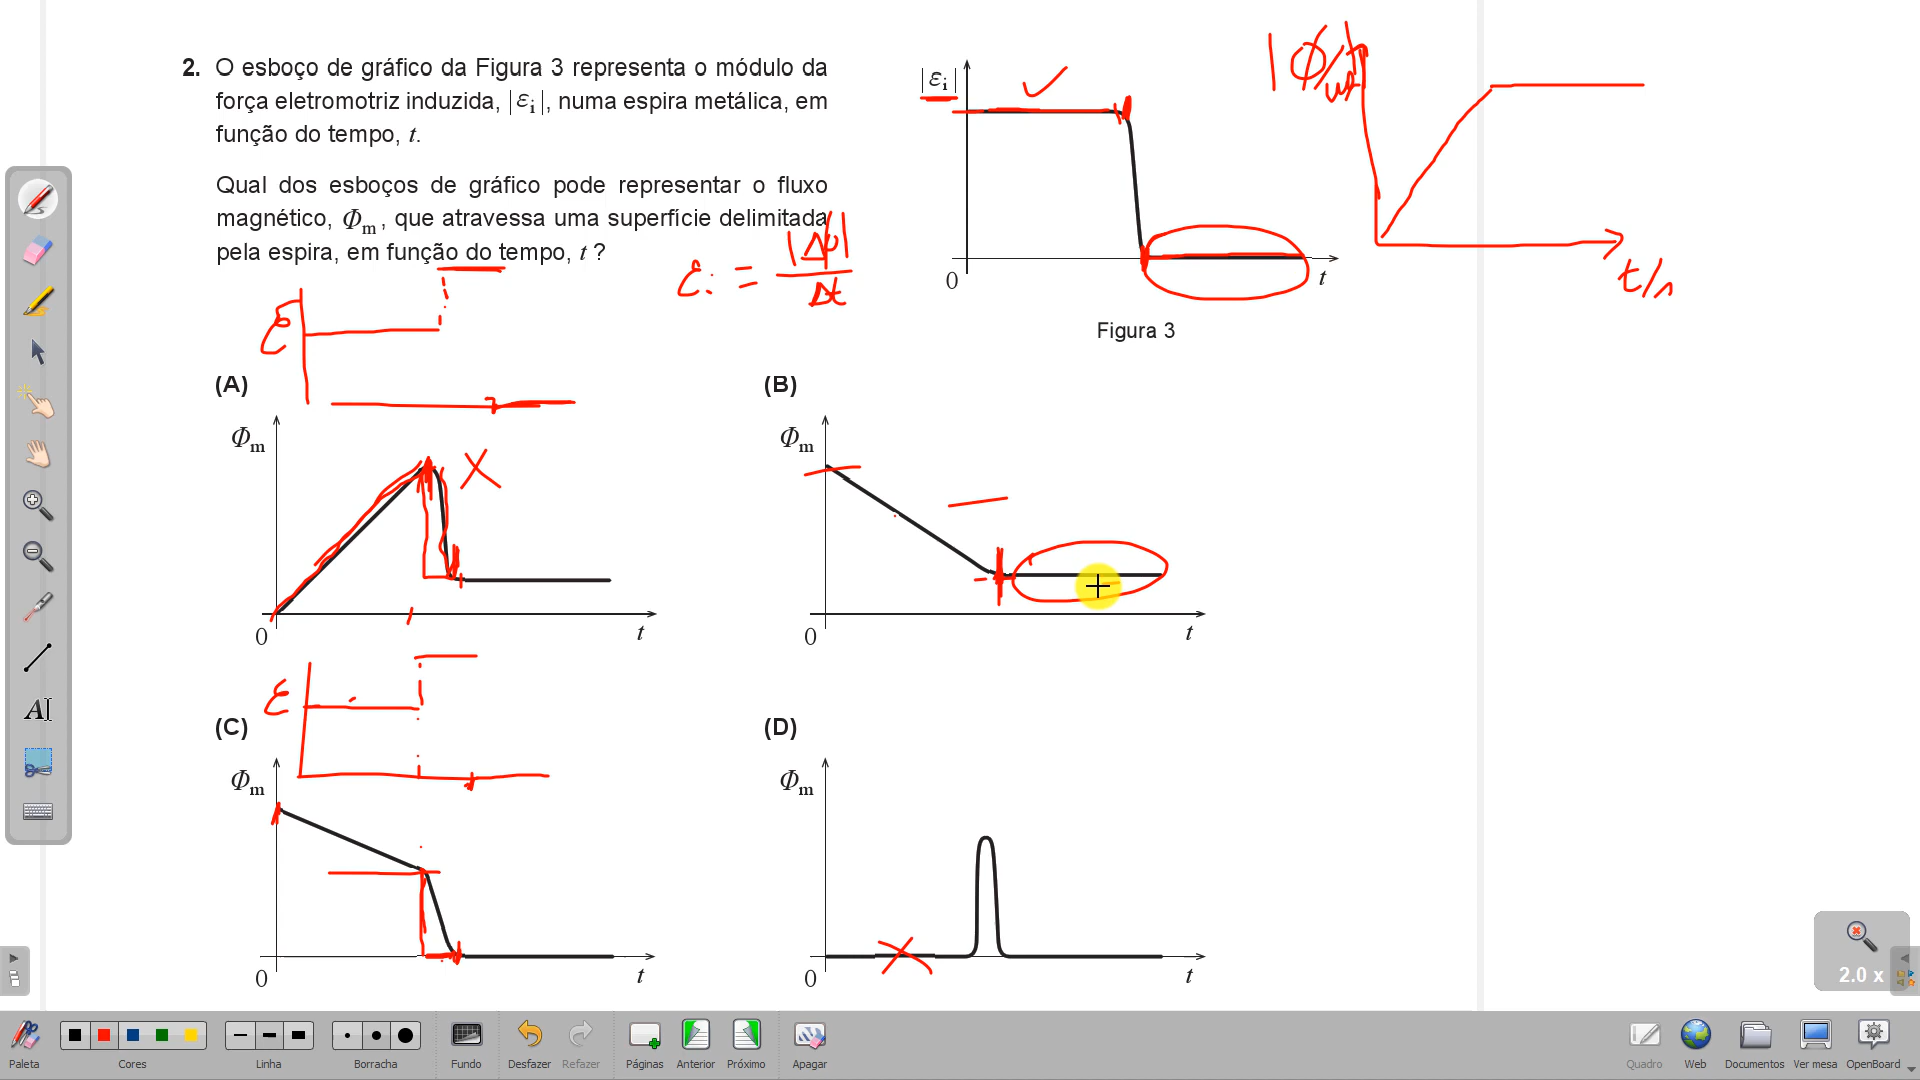 2. O esboço de gráfico da Figura 3 representa o módulo da
força eletromotriz induzida, |εi|, numa espira metálica, em
função do tempo, t.
Qual dos esboços de gráfico pode representar o fluxo
magnético, Φm, que atravessa uma superfície delimitada
pela espira, em função do tempo, t ?
|εi|
0
t
Figura 3
|Φ/
t/s
εi = |Δϕ|
Δt
ε
(A)
Φm
0
t
(B)
Φm
0
t
ε
(C)
Φm
0
t
(D)
Φm
0
t
2.0 x
Paleta
Cores
Linha
Borracha
Fundo
Desfazer
Refazer
Páginas
Anterior
Próximo
Apagar
Quadro
Web
Documentos
Ver mesa
OpenBoard